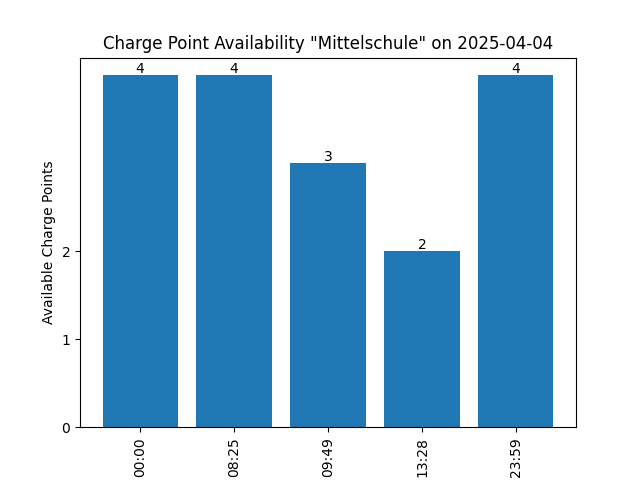 Charge Point Availability "Mittelschule" on 2025-04-04
4 4 3 2 4
Available Charge Points
2
1
0
00:00 08:25 09:49 13:28 23:59